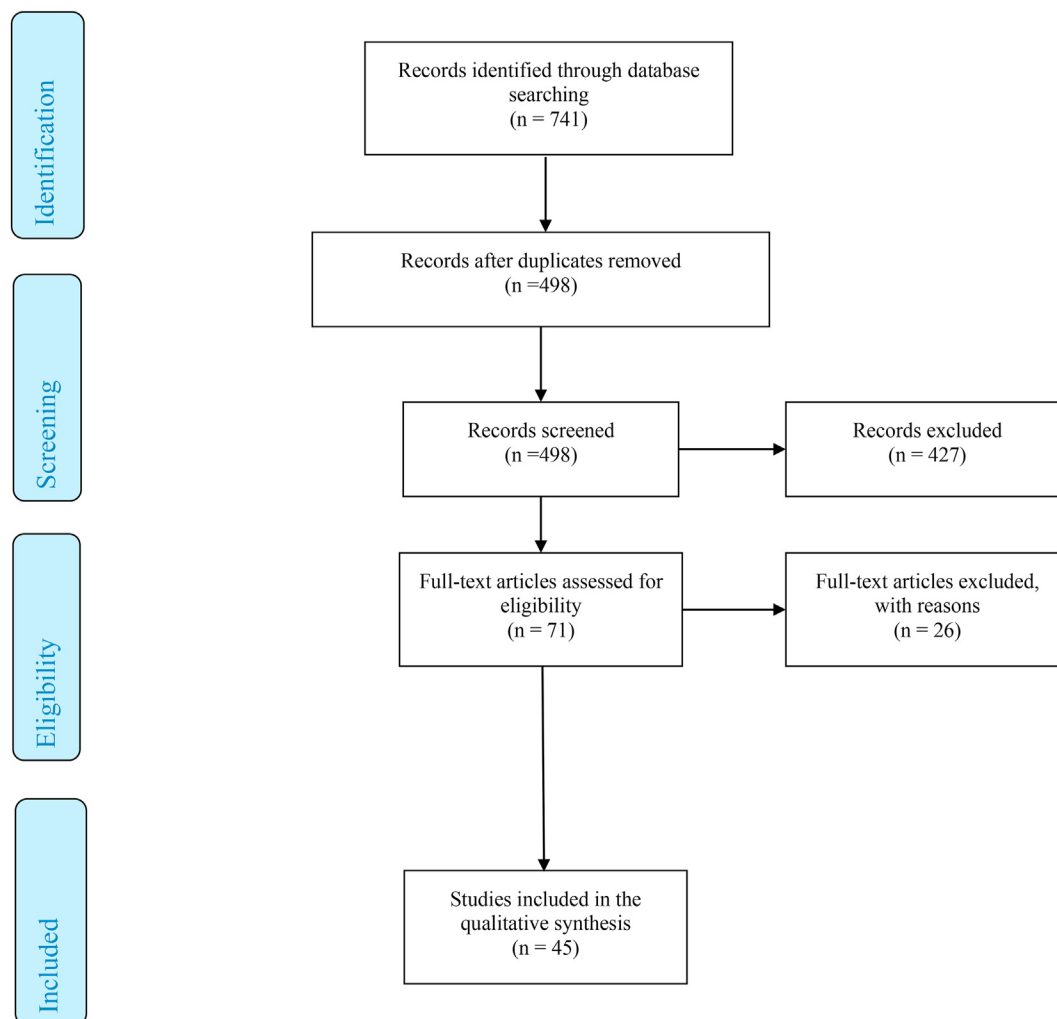 Identification
Records identified through database
searching
(n = 741)
Records after duplicates removed
(n =498)
Screening
Records screened
(n =498)
Records excluded
(n = 427)
Eligibility
Full-text articles assessed for
eligibility
(n = 71)
Full-text articles excluded,
with reasons
(n = 26)
Included
Studies included in the
qualitative synthesis
(n = 45)